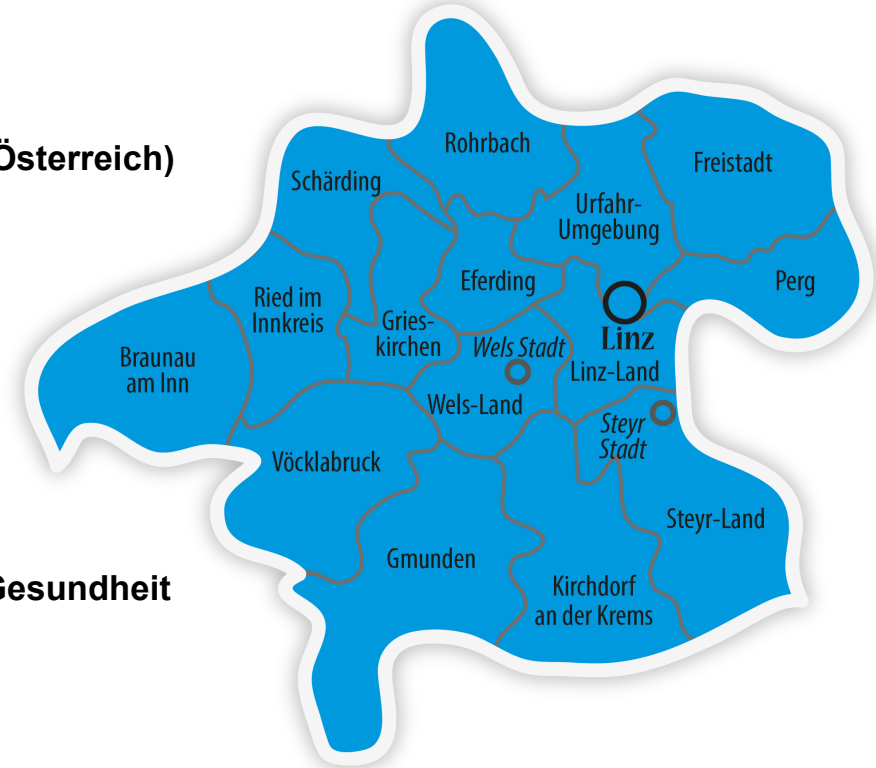 Österreich)
Rohrbach
Freistadt
Schärding
Urfahr-
Umgebung
Eferding
Perg
Ried im
Innkreis
Gries-
kirchen
Linz
Wels Stadt
Braunau
am Inn
Linz-Land
Wels-Land
Steyr
Stadt
Vöcklabruck
Steyr-Land
Gmunden
Gesundheit
Kirchdorf
an der Krems